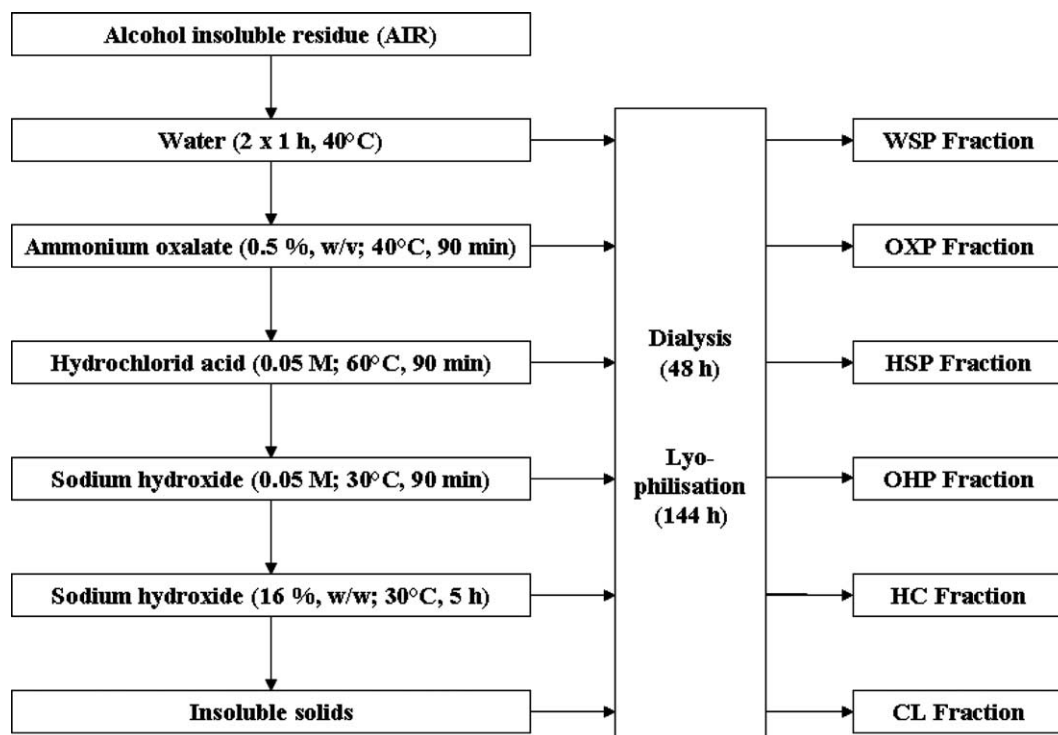 Alcohol insoluble residue (AIR)
Water (2 x 1 h, 40°C)
WSP Fraction
Ammonium oxalate (0.5 %, w/v; 40°C, 90 min)
OXP Fraction
Hydrochlorid acid (0.05 M; 60°C, 90 min)
Dialysis
(48 h)
HSP Fraction
Sodium hydroxide (0.05 M; 30°C, 90 min)
Lyo-
philisation
(144 h)
OHP Fraction
Sodium hydroxide (16 %, w/w; 30°C, 5 h)
HC Fraction
Insoluble solids
CL Fraction